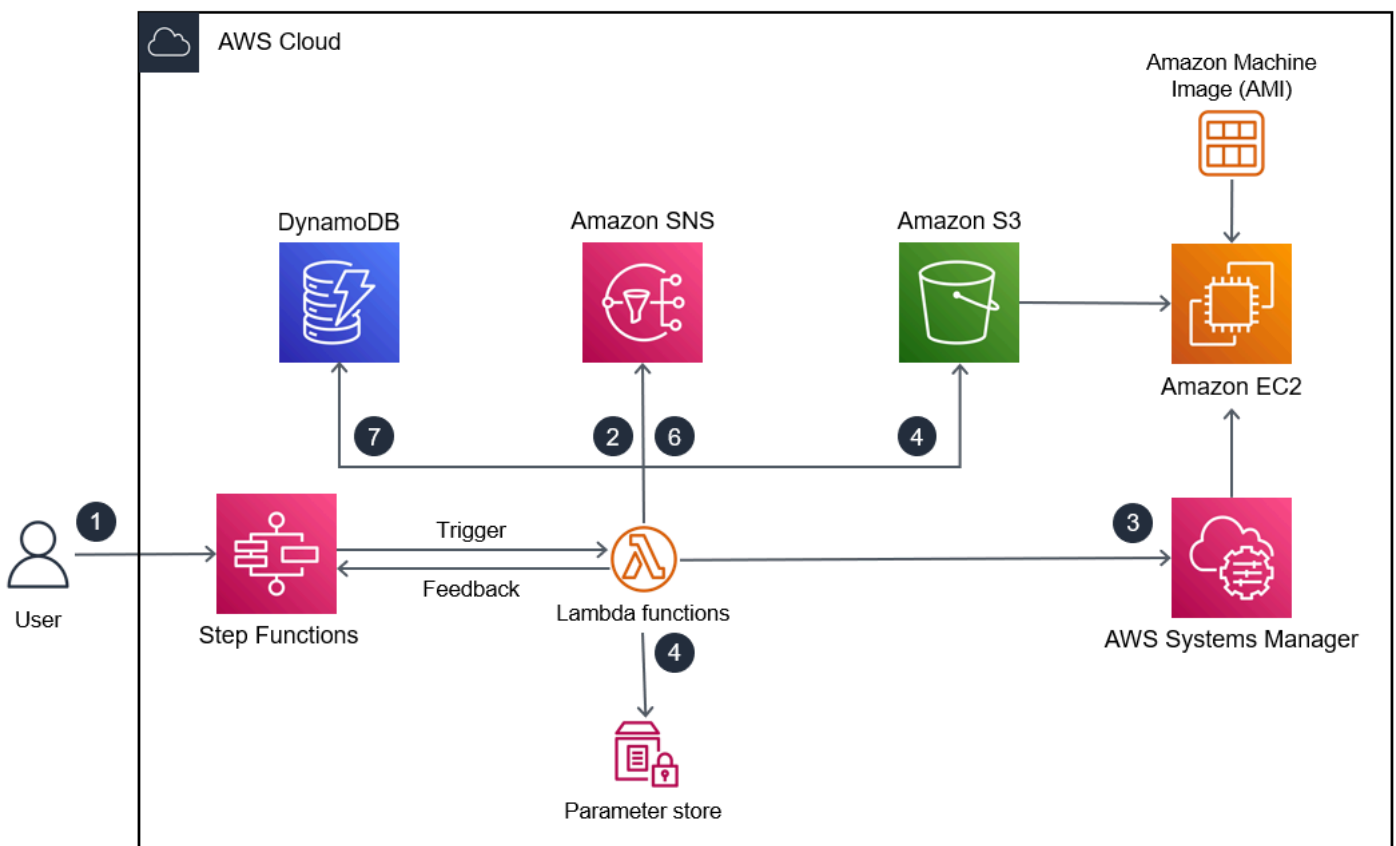 AWS Cloud
Amazon Machine
Image (AMI)
DynamoDB
Amazon SNS
Amazon S3
Amazon EC2
7
2
6
4
1
3
Trigger
Feedback
User
Step Functions
Lambda functions
AWS Systems Manager
4
Parameter store